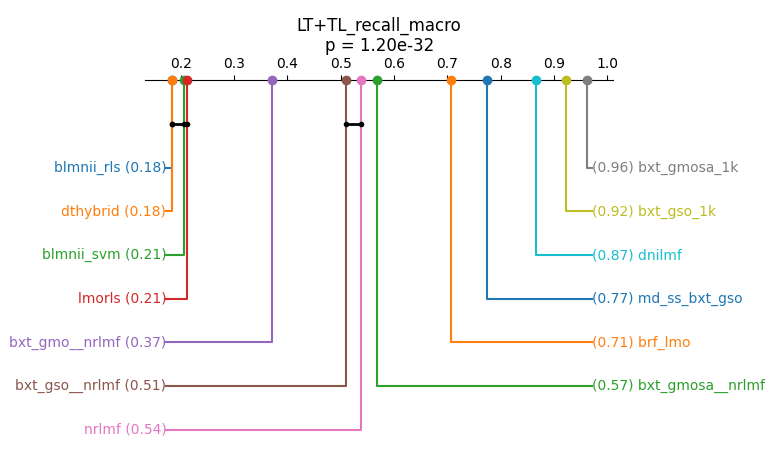 LT+TL_recall_macro
p = 1.20e-32
0.2 0.3 0.4 0.5 0.6 0.7 0.8 0.9 1.0
blmnii_rls (0.18) (0.96) bxt_gmosa_1k
dthybrid (0.18) (0.92) bxt_gso_1k
blmnii_svm (0.21) (0.87) dnilmf
lmorls (0.21) (0.77) md_ss_bxt_gso
bxt_gmo__nrlmf (0.37) (0.71) brf_lmo
bxt_gso__nrlmf (0.51) (0.57) bxt_gmosa__nrlmf
nrlmf (0.54)